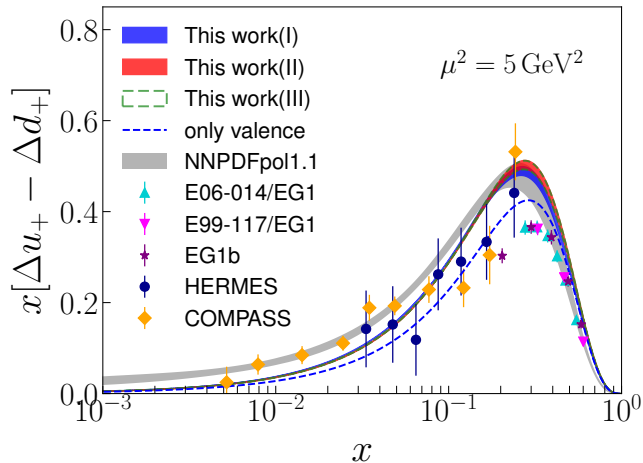 x[Δu₊ − Δd₊]
0.8
0.6
0.4
0.2
0.0
This work(I)
This work(II)
This work(III)
only valence
NNPDFpol1.1
E06-014/EG1
E99-117/EG1
EG1b
HERMES
COMPASS
μ² = 5 GeV²
10⁻³ 10⁻² 10⁻¹ 10⁰
x